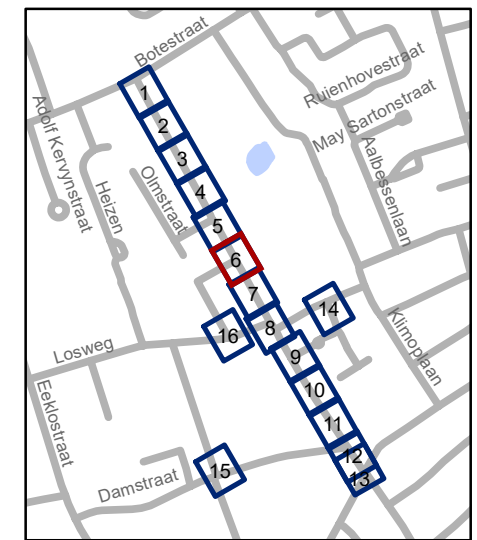 Botestraat
Ruienhovestraat
May Sartonstraat
Adolf Kervynstraat
Aalbessenlaan
Heizen
Olmstraat
1
2
3
4
5
6
7
8
9
10
11
12
13
14
15
16
Losweg
Klimoplaan
Eeklostraat
Damstraat